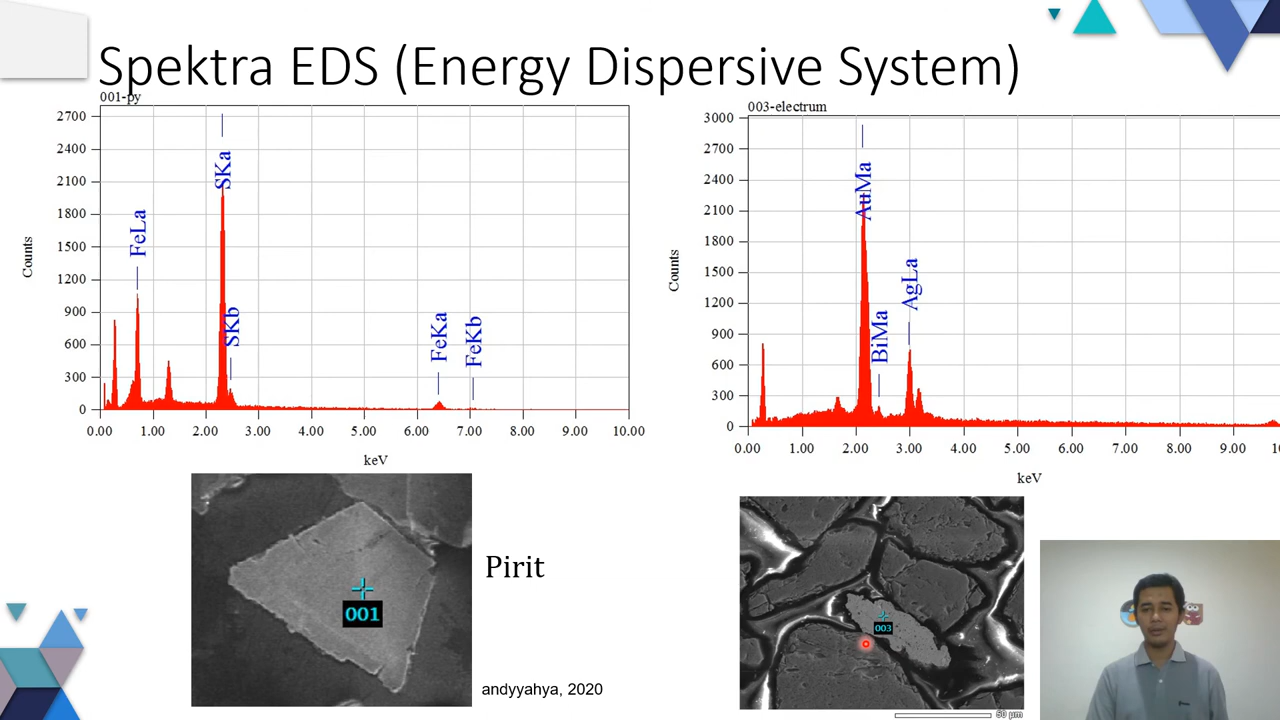 Spektra EDS (Energy Dispersive System)
001-py
2700
2400
2100
1800
1500
1200
900
600
300
0
Counts
FeLa
SKa
SKb
FeKa
FeKb
0.00 1.00 2.00 3.00 4.00 5.00 6.00 7.00 8.00 9.00 10.00
keV
003-electrum
3000
2700
2400
2100
1800
1500
1200
900
600
300
0
Counts
AuMa
BiMa
AgLa
0.00 1.00 2.00 3.00 4.00 5.00 6.00 7.00 8.00 9.00 1
keV
001
Pirit
andyyahya, 2020
003
50 µm